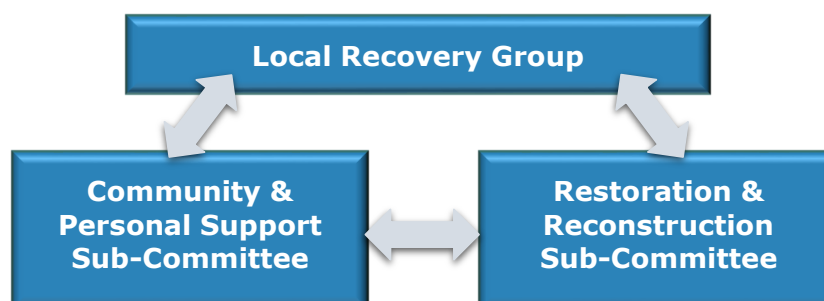 Local Recovery Group
Community &
Personal Support
Sub-Committee
Restoration &
Reconstruction
Sub-Committee